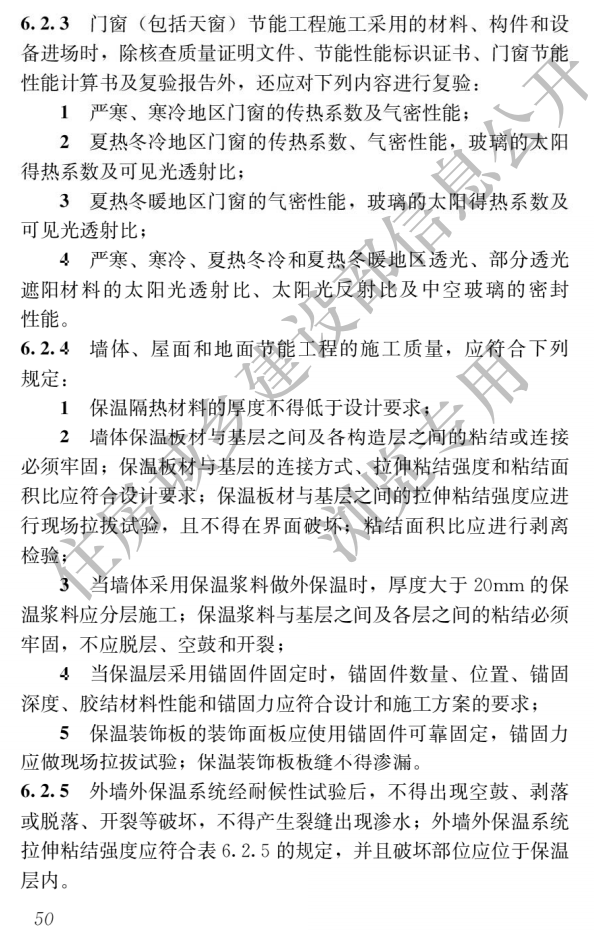 6.2.3 门窗（包括天窗）节能工程施工采用的材料、构件和设
备进场时，除核查质量证明文件、节能性能标识证书、门窗节能
性能计算书及复验报告外，还应对下列内容进行复验：
1 严寒、寒冷地区门窗的传热系数及气密性能；
2 夏热冬冷地区门窗的传热系数、气密性能，玻璃的太阳
得热系数及可见光透射比；
3 夏热冬暖地区门窗的气密性能，玻璃的太阳得热系数及
可见光透射比；
4 严寒、寒冷、夏热冬冷和夏热冬暖地区透光、部分透光
遮阳材料的太阳光透射比、太阳光反射比及中空玻璃的密封
性能。
6.2.4 墙体、屋面和地面节能工程的施工质量，应符合下列
规定：
1 保温隔热材料的厚度不得低于设计要求；
2 墙体保温板材与基层之间及各构造层之间的粘结或连接
必须牢固；保温板材与基层的连接方式、拉伸粘结强度和粘结面
积比应符合设计要求；保温板材与基层之间的拉伸粘结强度应进
行现场拉拔试验，且不得在界面破坏；粘结面积比应进行剥离
检验；
3 当墙体采用保温浆料做外保温时，厚度大于20mm的保
温浆料应分层施工；保温浆料与基层之间及各层之间的粘结必须
牢固，不应脱层、空鼓和开裂；
4 当保温层采用锚固件固定时，锚固件数量、位置、锚固
深度、胶结材料性能和锚固力应符合设计和施工方案的要求；
5 保温装饰板的装饰面板应使用锚固件可靠固定，锚固力
应做现场拉拔试验；保温装饰板板缝不得渗漏。
6.2.5 外墙外保温系统经耐候性试验后，不得出现空鼓、剥落
或脱落、开裂等破坏，不得产生裂缝出现渗水；外墙外保温系统
拉伸粘结强度应符合表6.2.5的规定，并且破坏部位应位于保温
层内。
50
住房城乡建设部信息公开
浏览专用